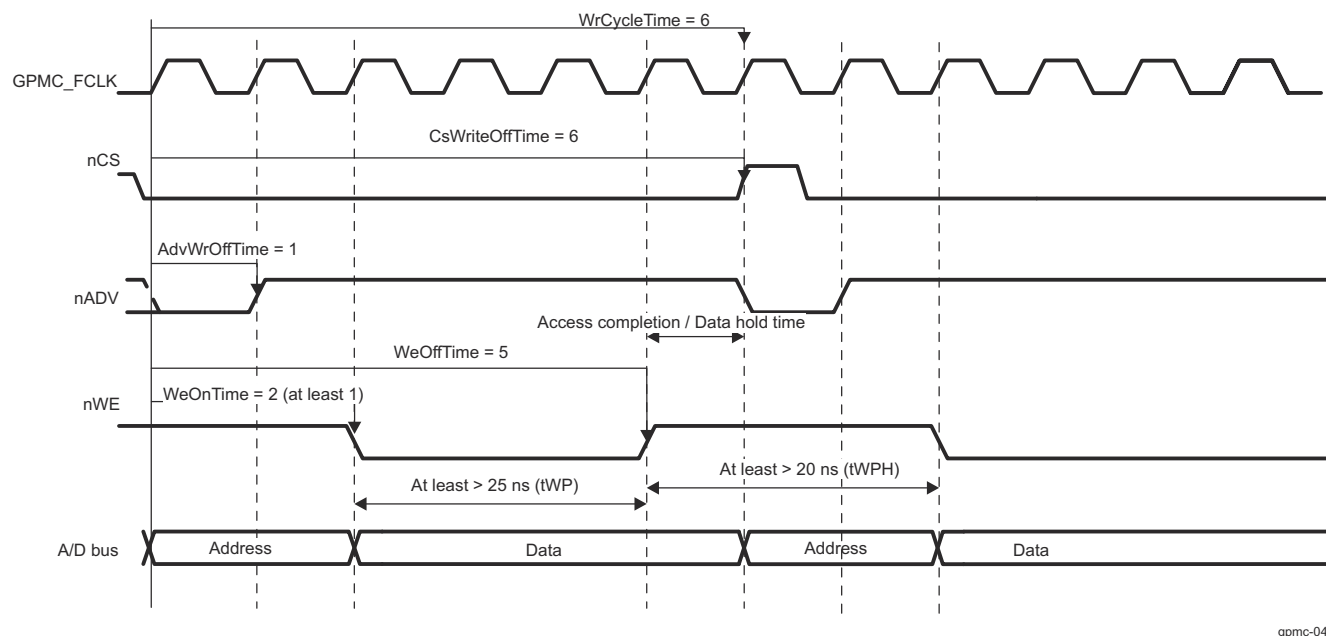 WrCycleTime = 6
GPMC_FCLK
CsWriteOffTime = 6
nCS
AdvWrOffTime = 1
nADV
Access completion / Data hold time
WeOffTime = 5
WeOnTime = 2 (at least 1)
nWE
At least > 25 ns (tWP)
At least > 20 ns (tWPH)
A/D bus
Address
Data
Address
Data
gpmc-04